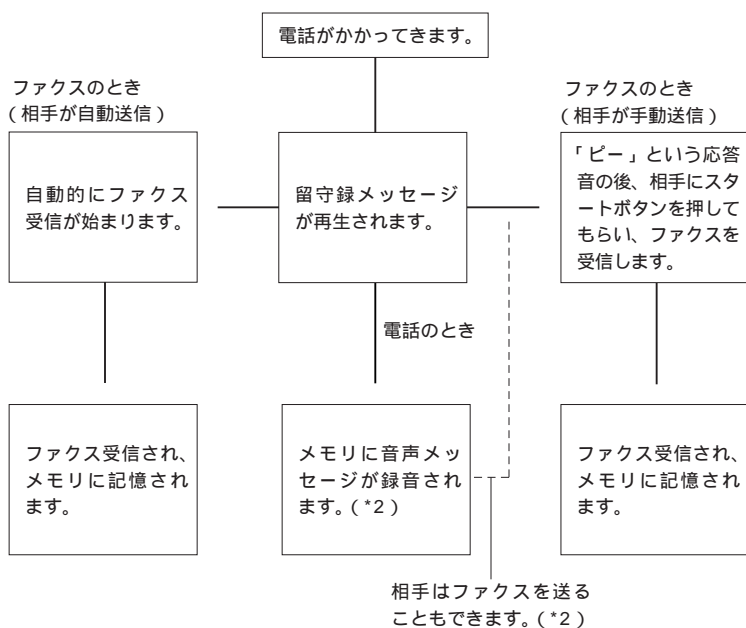 電話がかかってきます。
ファクスのとき
(相手が自動送信)
自動的にファクス
受信が始まります。
留守録メッセージ
が再生されます。
ファクスのとき
(相手が手動送信)
「ピー」という応答
音の後、相手にスタ
ートボタンを押して
もらい、ファクスを
受信します。
電話のとき
ファクス受信され、
メモリに記憶され
ます。
メモリに音声メッ
セージが録音され
ます。(*2)
ファクス受信され、
メモリに記憶され
ます。
相手はファクスを送る
こともできます。(*2)